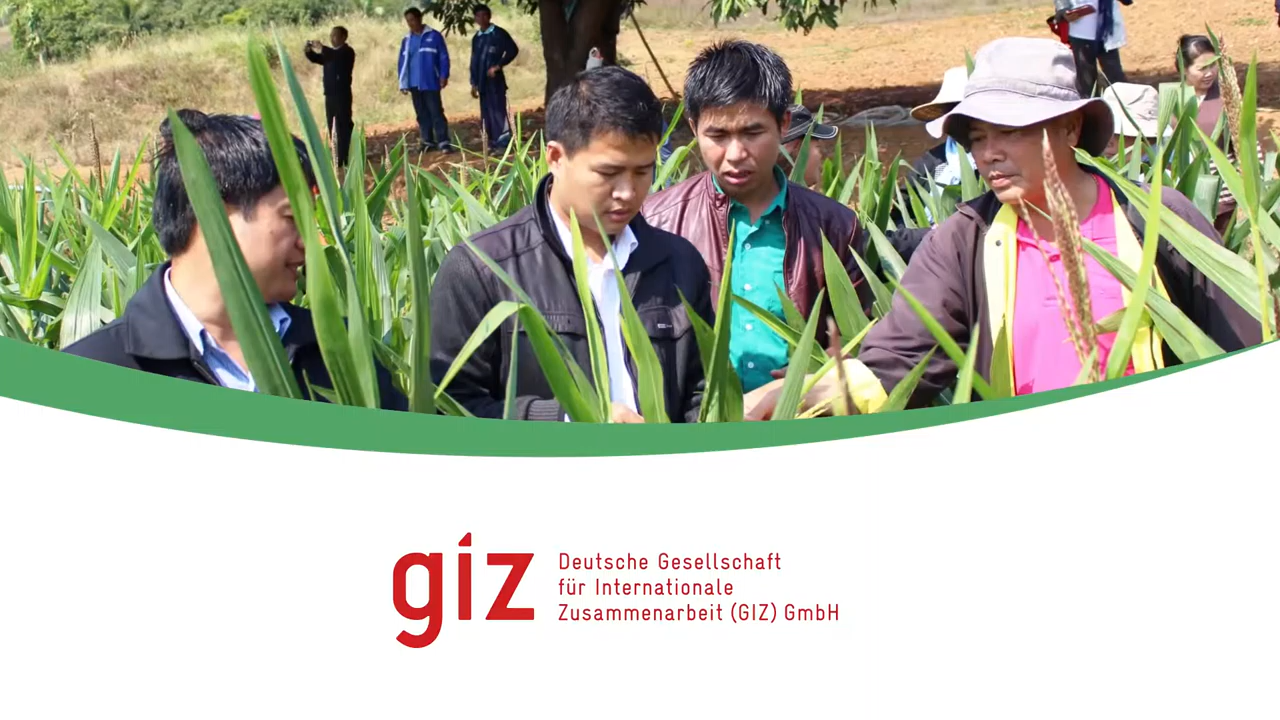 giz
Deutsche Gesellschaft
für Internationale
Zusammenarbeit (GIZ) GmbH